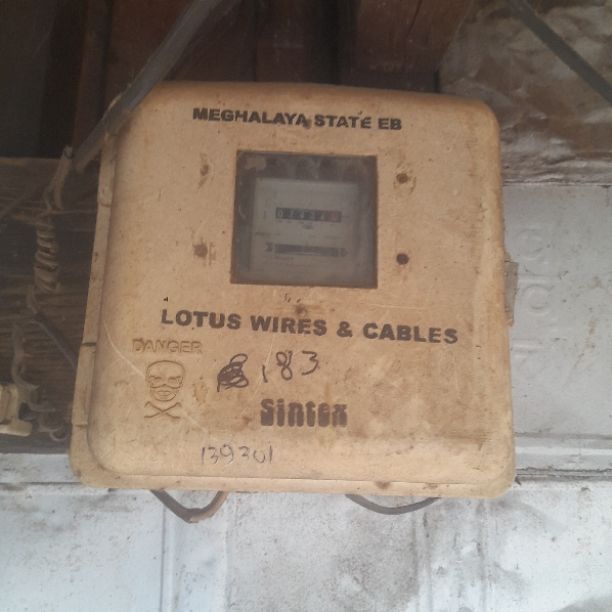 MEGHALAYA STATE EB
LOTUS WIRES & CABLES
DANGER
183
Sintex
139301